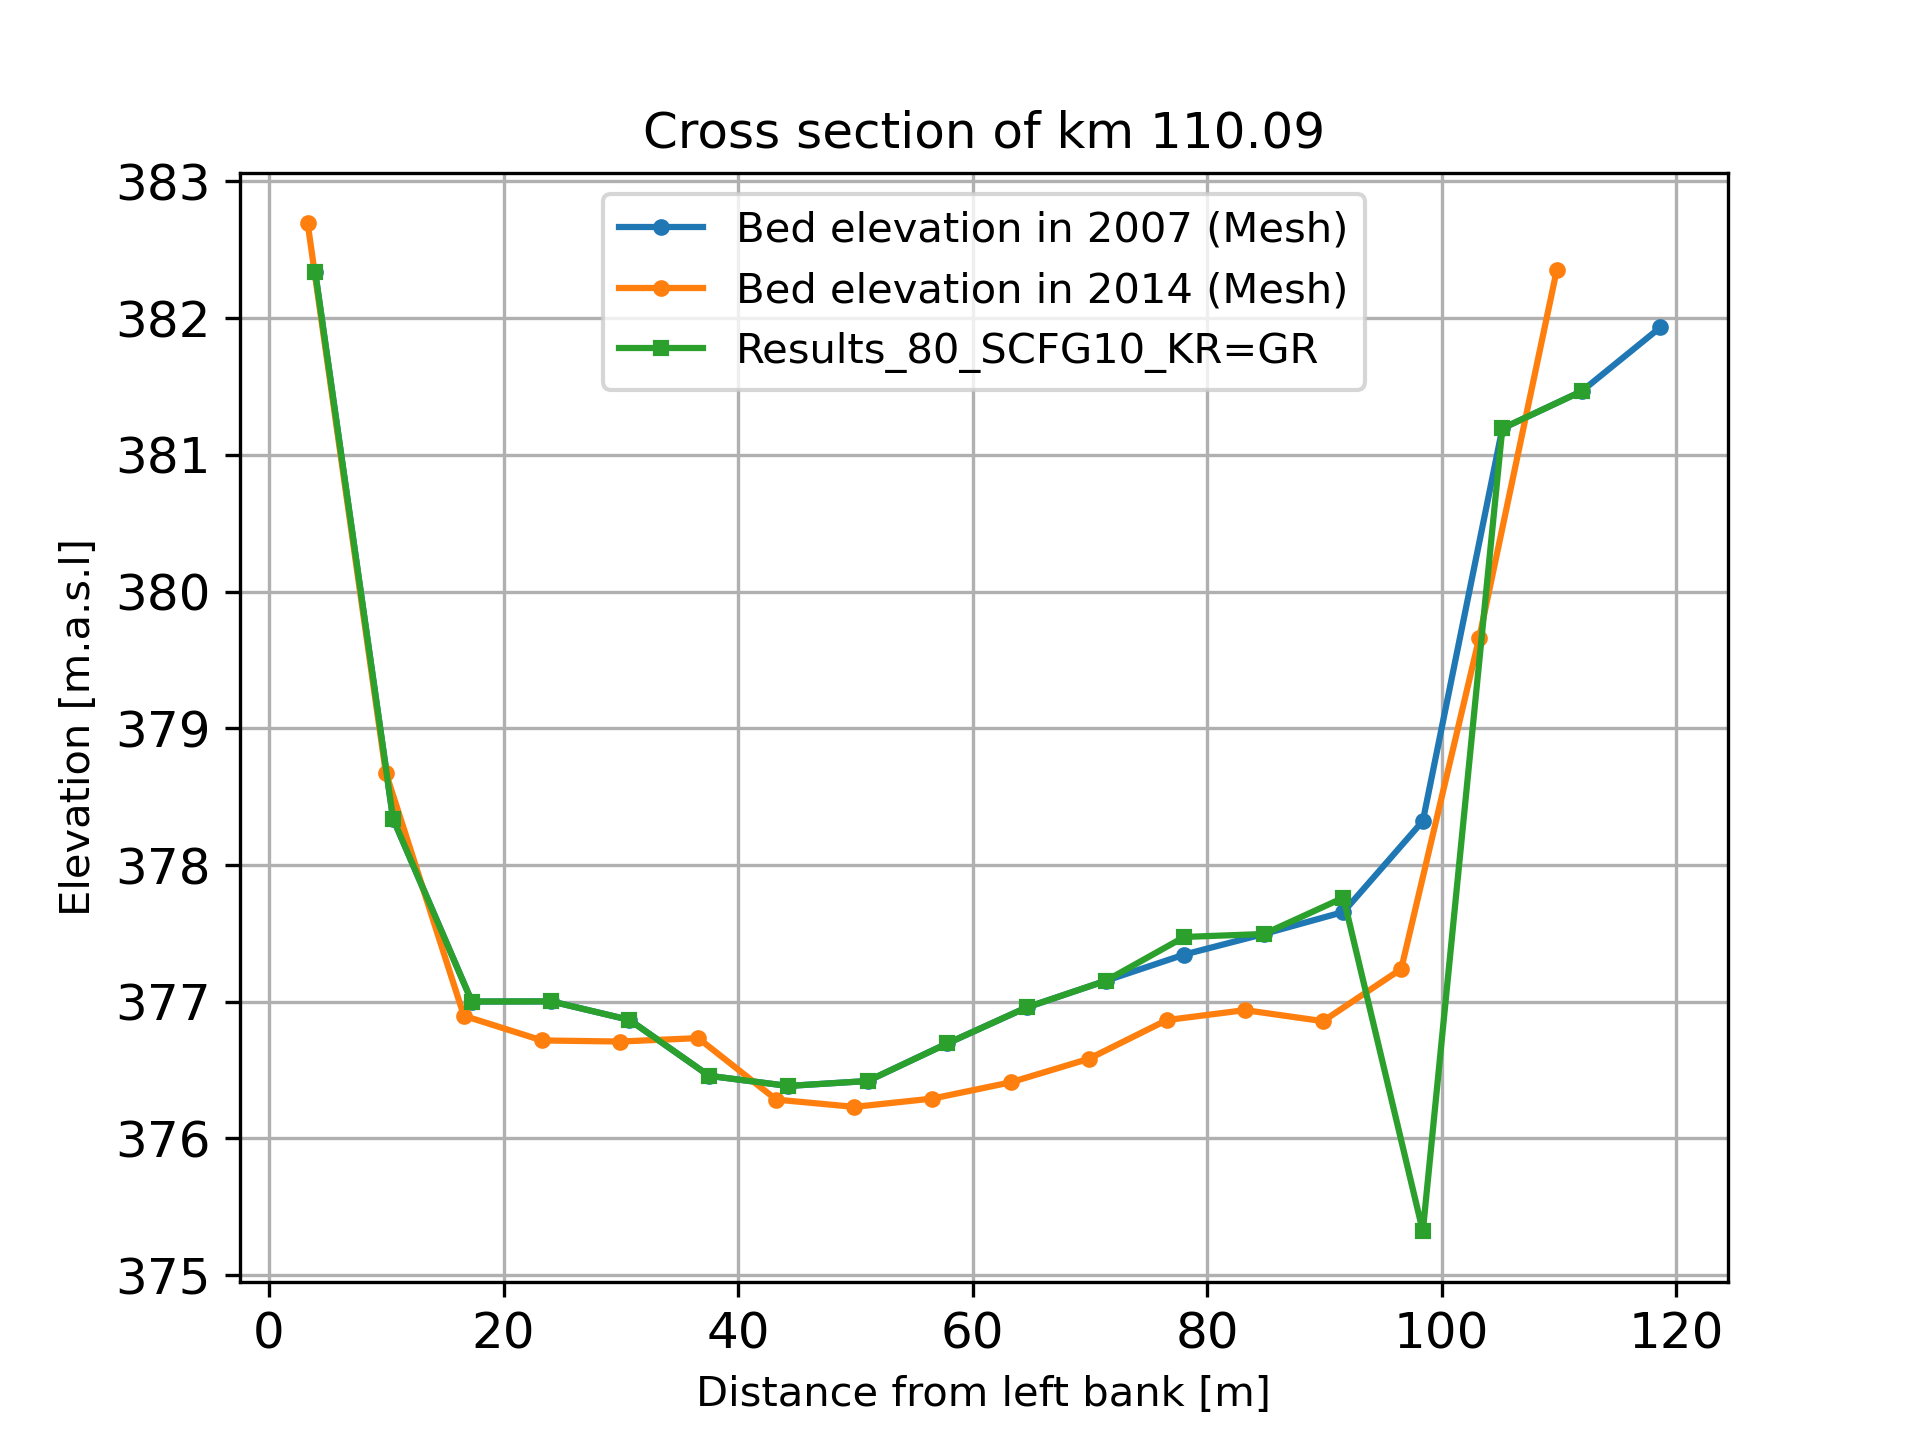 Cross section of km 110.09
Bed elevation in 2007 (Mesh)
Bed elevation in 2014 (Mesh)
Results_80_SCFG10_KR=GR
383
382
381
380
379
378
377
376
375
Elevation [m.a.s.l]
0 20 40 60 80 100 120
Distance from left bank [m]